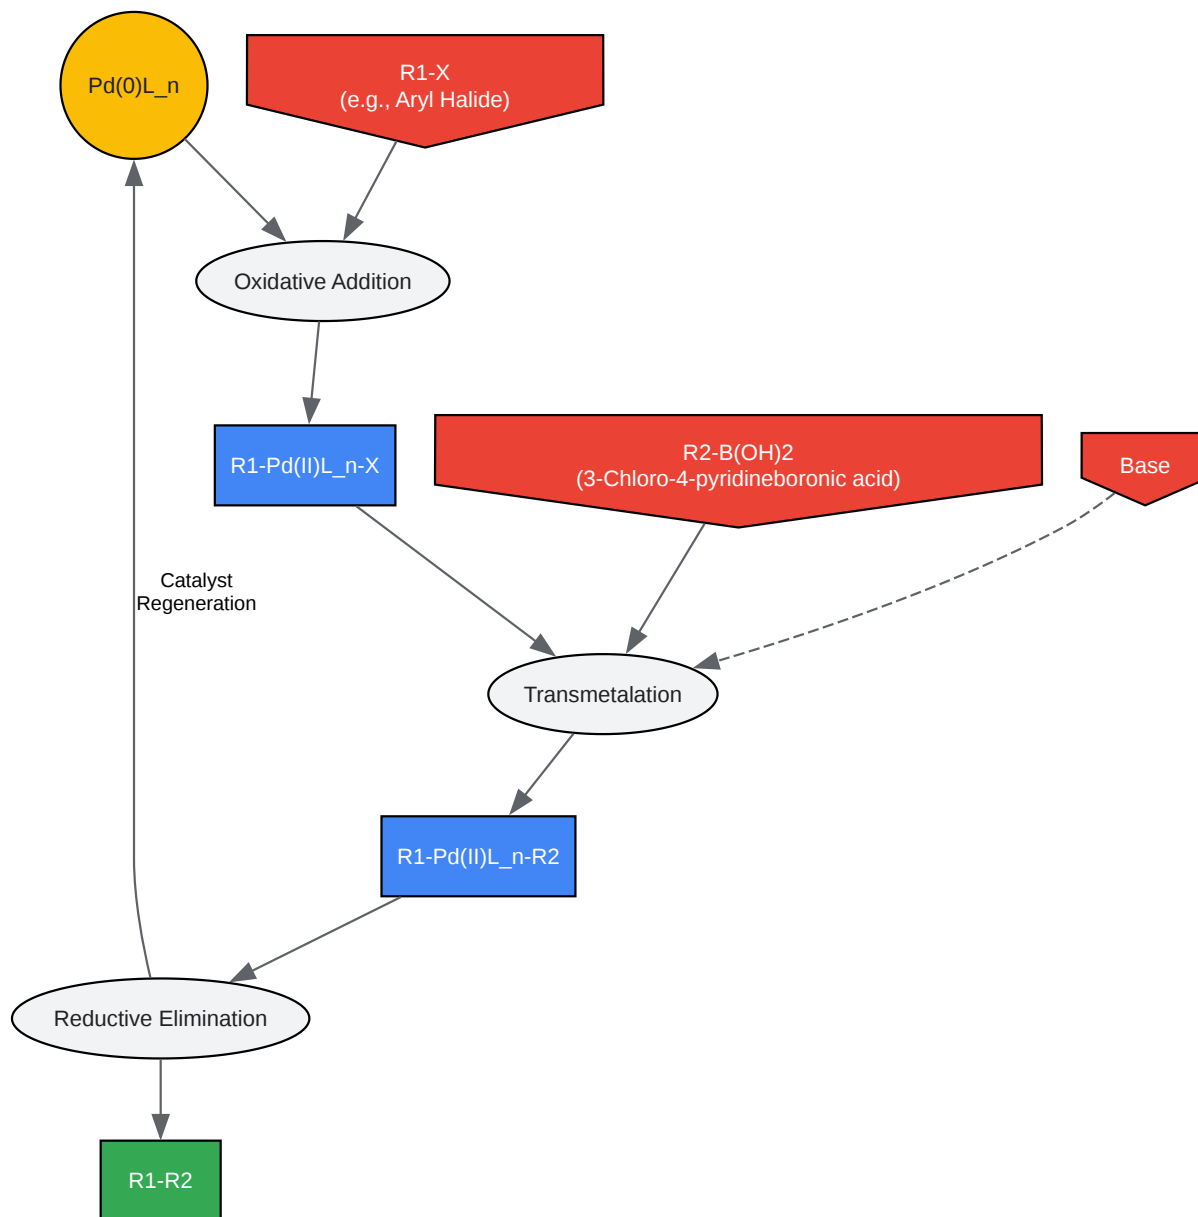 Pd(0)L_n
R1-X
(e.g., Aryl Halide)
Oxidative Addition
R1-Pd(II)L_n-X
R2-B(OH)2
(3-Chloro-4-pyridineboronic acid)
Base
Catalyst
Regeneration
Transmetalation
R1-Pd(II)L_n-R2
Reductive Elimination
R1-R2